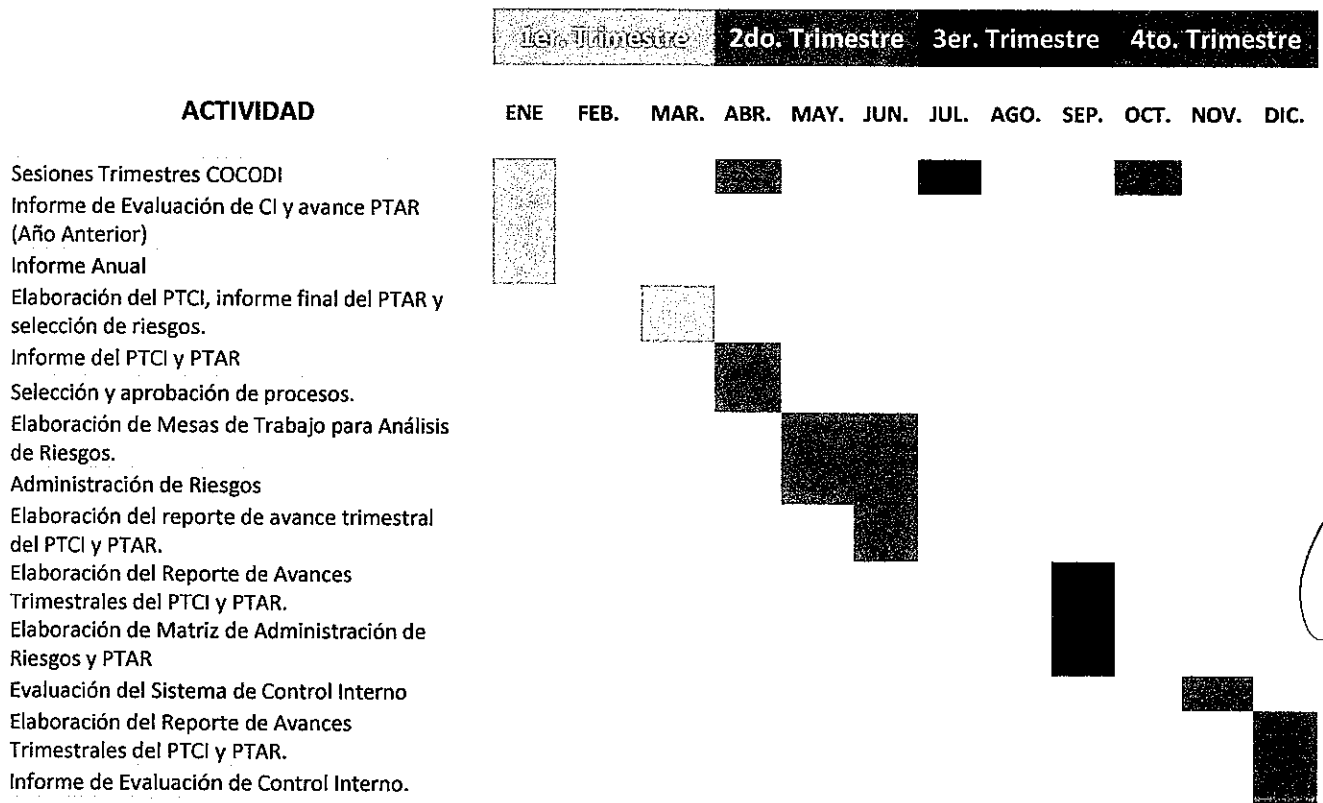 1er. Trimestre 2do. Trimestre 3er. Trimestre 4to. Trimestre
ACTIVIDAD ENE FEB. MAR. ABR. MAY. JUN. JUL. AGO. SEP. OCT. NOV. DIC.
Sesiones Trimestres COCODI
Informe de Evaluación de CI y avance PTAR
(Año Anterior)
Informe Anual
Elaboración del PTCI, informe final del PTAR y
selección de riesgos.
Informe del PTCI y PTAR
Selección y aprobación de procesos.
Elaboración de Mesas de Trabajo para Análisis
de Riesgos.
Administración de Riesgos
Elaboración del reporte de avance trimestral
del PTCI y PTAR.
Elaboración del Reporte de Avances
Trimestrales del PTCI y PTAR.
Elaboración de Matriz de Administración de
Riesgos y PTAR
Evaluación del Sistema de Control Interno
Elaboración del Reporte de Avances
Trimestrales del PTCI y PTAR.
Informe de Evaluación de Control Interno.